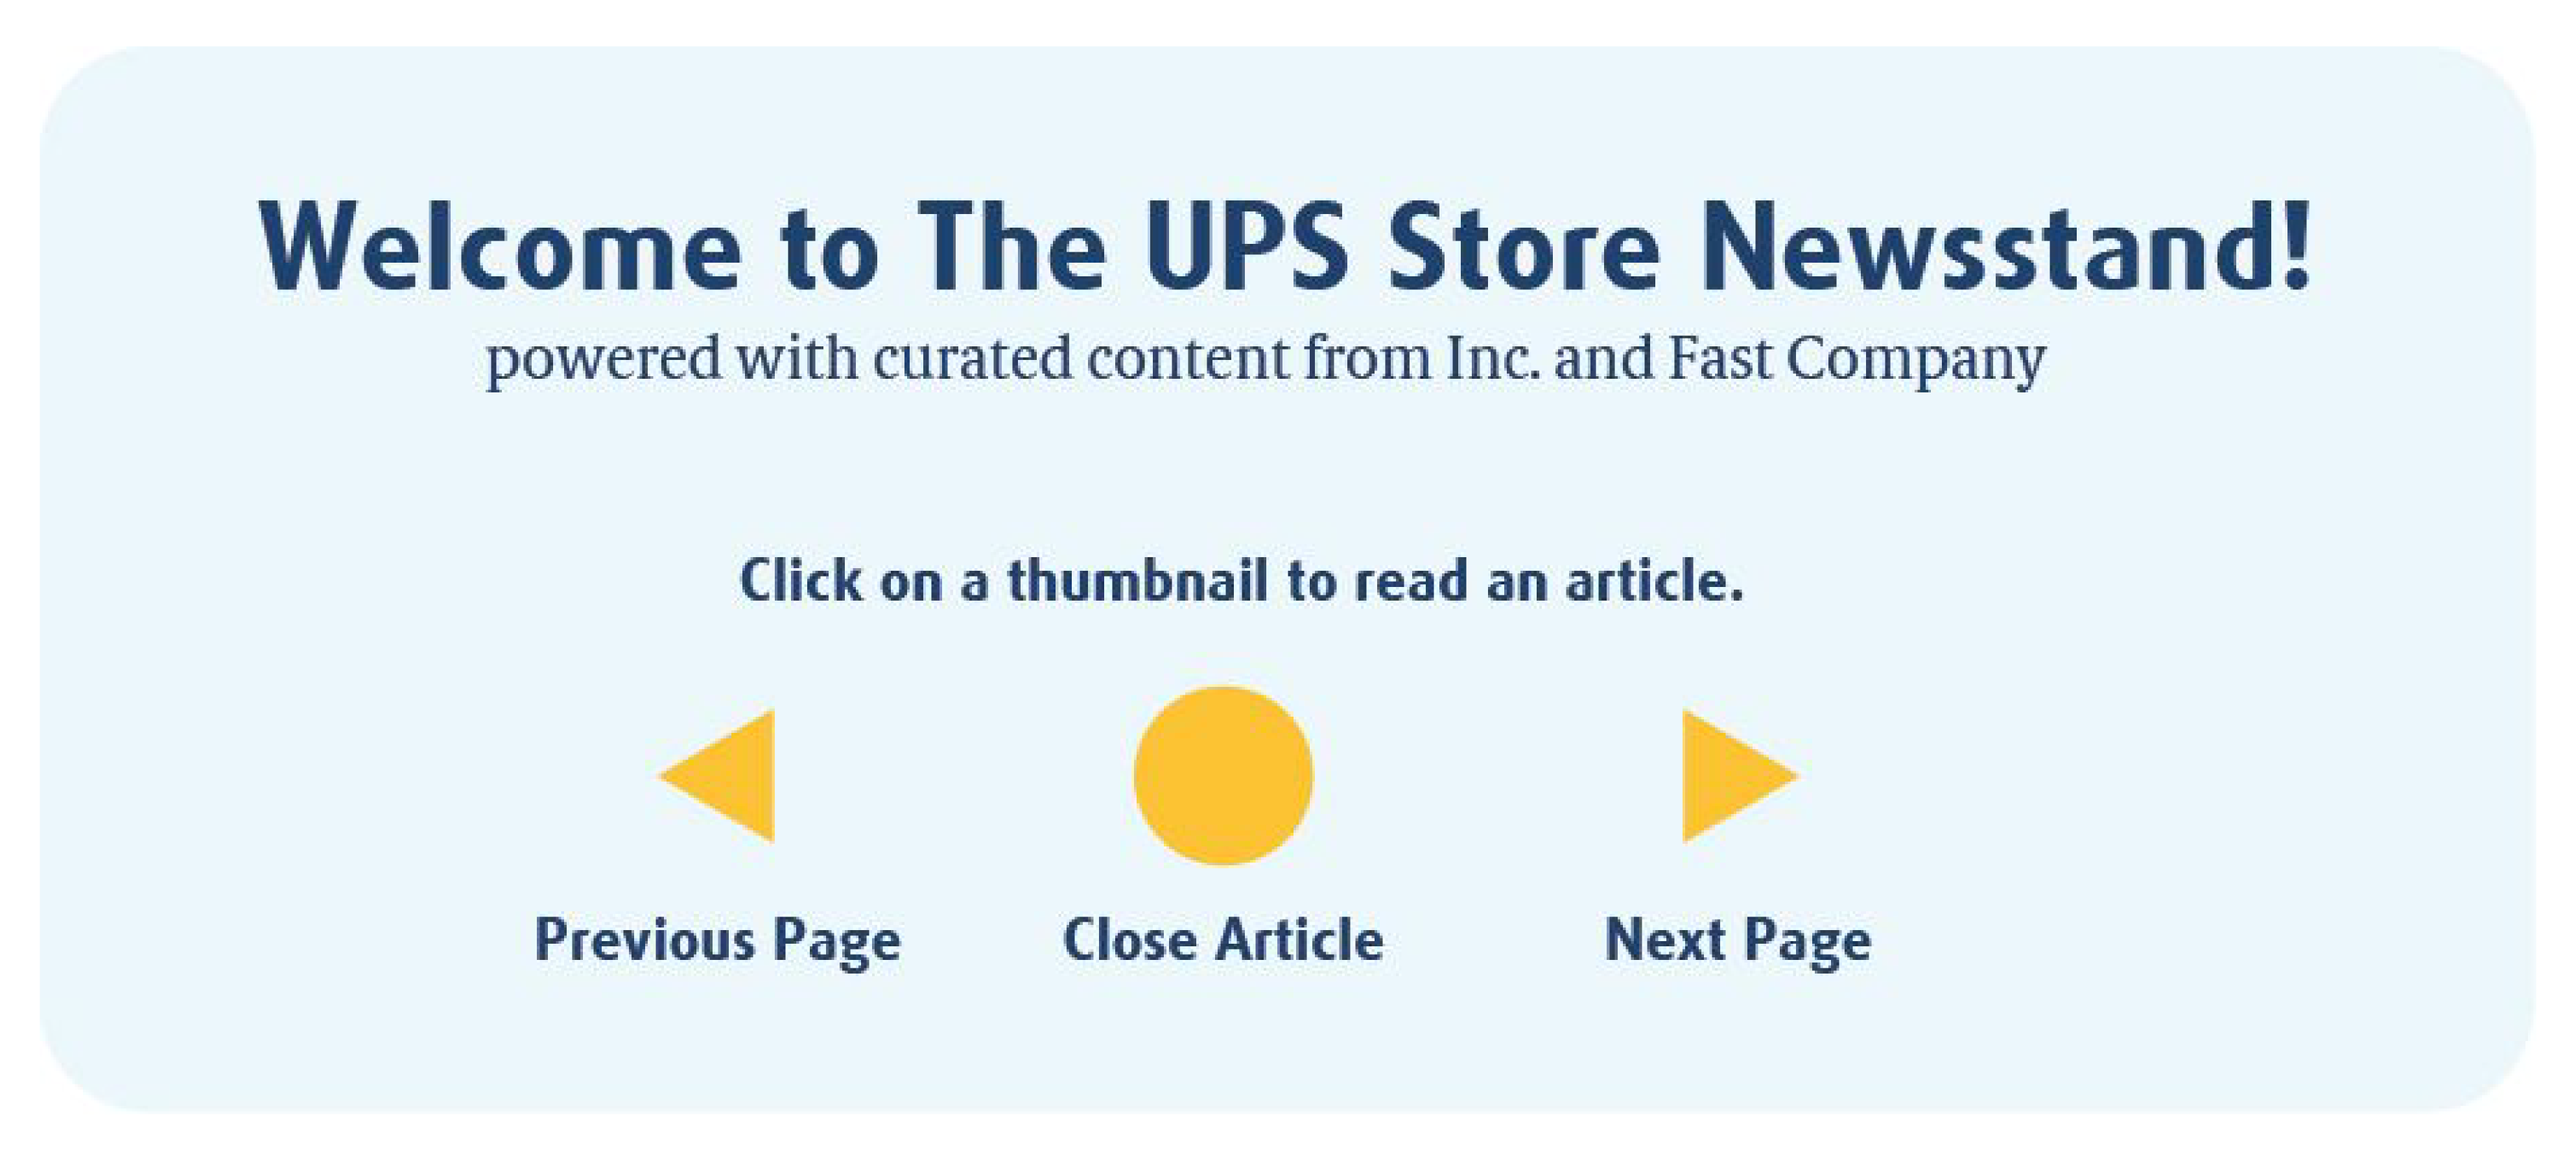 Welcome to The UPS Store Newsstand!
powered with curated content from Inc. and Fast Company
Click on a thumbnail to read an article.
Previous Page
Close Article
Next Page